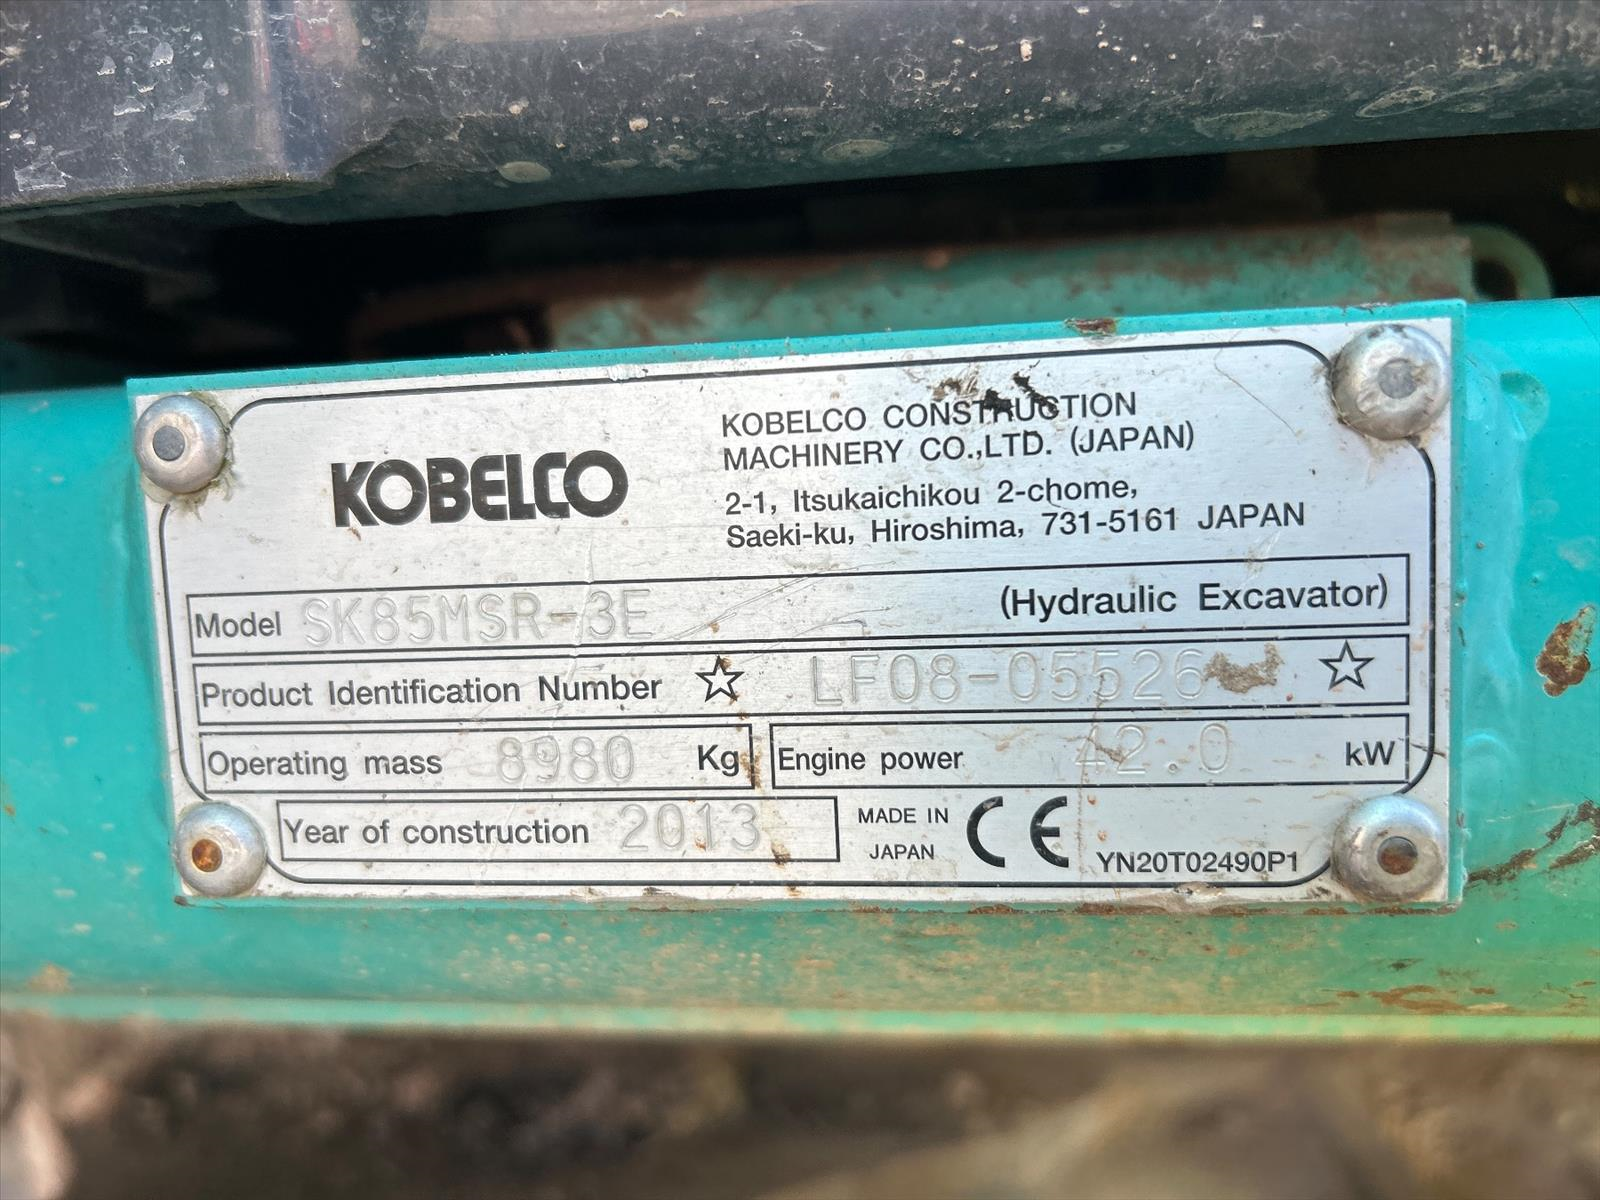 KOBELCO
KOBELCO CONSTRUCTION
MACHINERY CO.,LTD. (JAPAN)
2-1, Itsukaichikou 2-chome,
Saeki-ku, Hiroshima, 731-5161 JAPAN
Model SK85MSR-3E (Hydraulic Excavator)
Product Identification Number ☆ LF08-05526 ☆
Operating mass 8980 Kg
Engine power 42.0 kW
Year of construction 2013
MADE IN
JAPAN
CE
YN20T02490P1